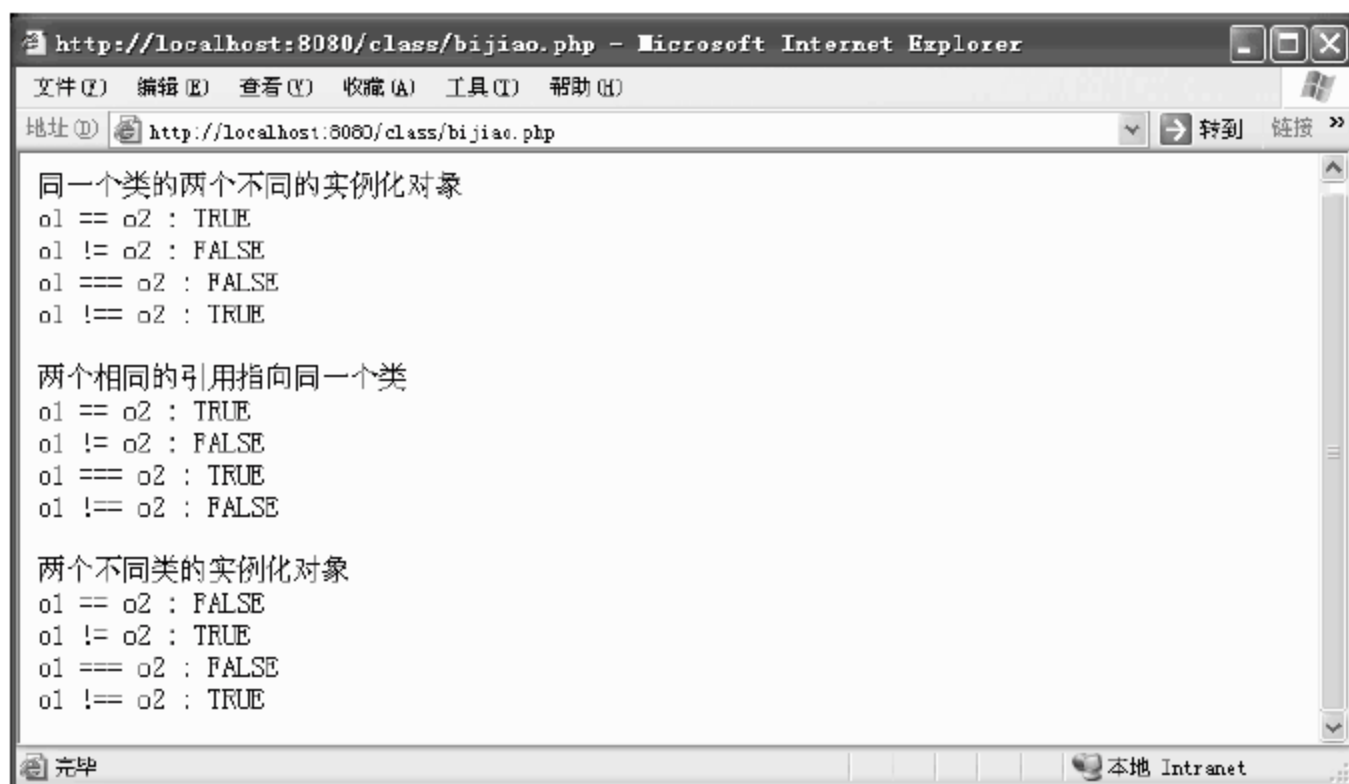 http://localhost:8080/class/bijiao.php - Microsoft Internet Explorer
文件(F) 编辑(E) 查看(V) 收藏(A) 工具(T) 帮助(H)
地址(D) http://localhost:8080/class/bijiao.php 转到 链接 »
同一个类的两个不同的实例化对象
o1 == o2 : TRUE
o1 != o2 : FALSE
o1 === o2 : FALSE
o1 !== o2 : TRUE
两个相同的引用指向同一个类
o1 == o2 : TRUE
o1 != o2 : FALSE
o1 === o2 : TRUE
o1 !== o2 : FALSE
两个不同类的实例化对象
o1 == o2 : FALSE
o1 != o2 : TRUE
o1 === o2 : FALSE
o1 !== o2 : TRUE
完毕 本地 Intranet